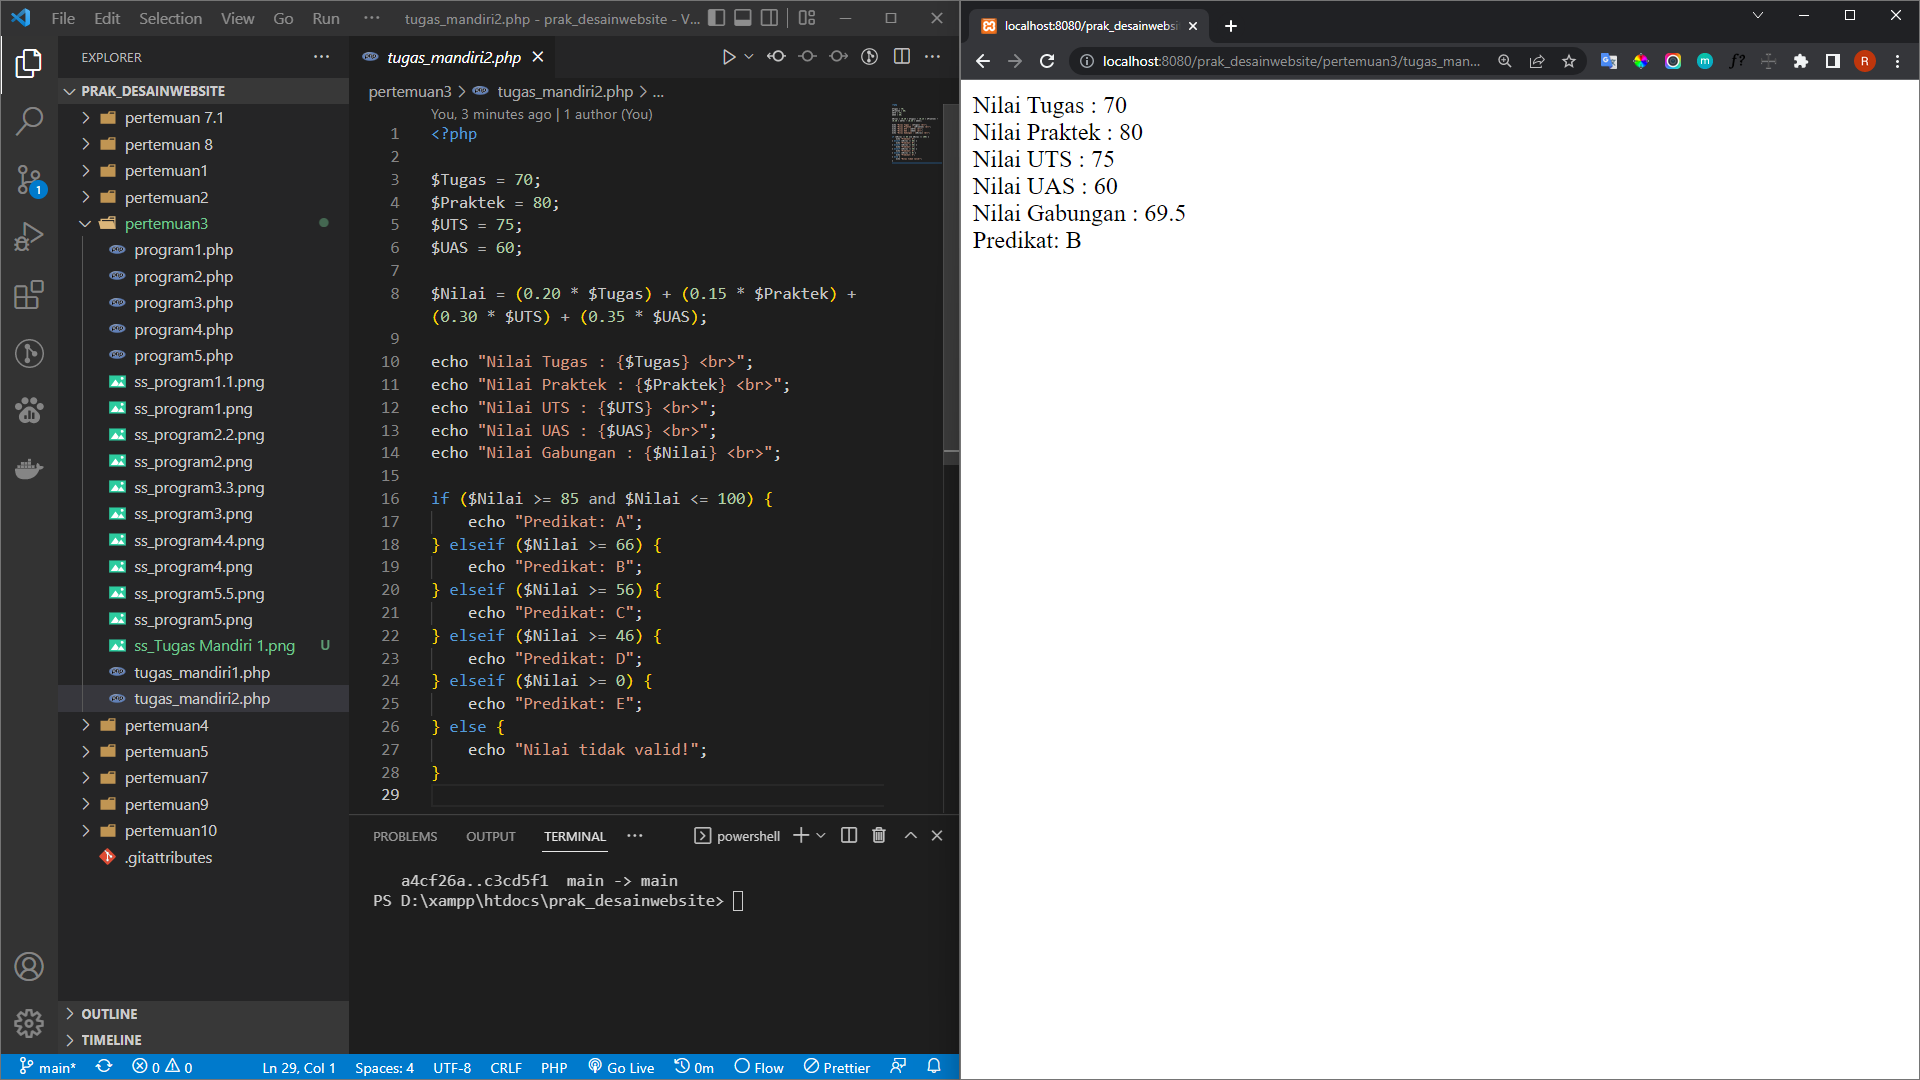 File Edit Selection View Go Run ··· tugas_mandiri2.php - prak_desainwebsite - V...
EXPLORER ···
PRAK_DESAINWEBSITE
pertemuan 7.1
pertemuan 8
pertemuan1
pertemuan2
pertemuan3
program1.php
program2.php
program3.php
program4.php
program5.php
ss_program1.1.png
ss_program1.png
ss_program2.2.png
ss_program2.png
ss_program3.3.png
ss_program3.png
ss_program4.4.png
ss_program4.png
ss_program5.5.png
ss_program5.png
ss_Tugas Mandiri 1.png U
tugas_mandiri1.php
tugas_mandiri2.php
pertemuan4
pertemuan5
pertemuan7
pertemuan9
pertemuan10
.gitattributes
OUTLINE
TIMELINE
1
tugas_mandiri2.php
pertemuan3 > tugas_mandiri2.php > ...
You, 3 minutes ago | 1 author (You)
1 <?php
2
3 $Tugas = 70;
4 $Praktek = 80;
5 $UTS = 75;
6 $UAS = 60;
7
8 $Nilai = (0.20 * $Tugas) + (0.15 * $Praktek) +
(0.30 * $UTS) + (0.35 * $UAS);
9
10 echo "Nilai Tugas : {$Tugas} <br>";
11 echo "Nilai Praktek : {$Praktek} <br>";
12 echo "Nilai UTS : {$UTS} <br>";
13 echo "Nilai UAS : {$UAS} <br>";
14 echo "Nilai Gabungan : {$Nilai} <br>";
15
16 if ($Nilai >= 85 and $Nilai <= 100) {
17 echo "Predikat: A";
18 } elseif ($Nilai >= 66) {
19 echo "Predikat: B";
20 } elseif ($Nilai >= 56) {
21 echo "Predikat: C";
22 } elseif ($Nilai >= 46) {
23 echo "Predikat: D";
24 } elseif ($Nilai >= 0) {
25 echo "Predikat: E";
26 } else {
27 echo "Nilai tidak valid!";
28 }
29
PROBLEMS OUTPUT TERMINAL ··· powershell
a4cf26a..c3cd5f1 main -> main
PS D:\xampp\htdocs\prak_desainwebsite>
main* 0 0 Ln 29, Col 1 Spaces: 4 UTF-8 CRLF PHP Go Live 0m Flow Prettier
localhost:8080/prak_desainwebsi
localhost:8080/prak_desainwebsite/pertemuan3/tugas_man... m f? R
Nilai Tugas : 70
Nilai Praktek : 80
Nilai UTS : 75
Nilai UAS : 60
Nilai Gabungan : 69.5
Predikat: B